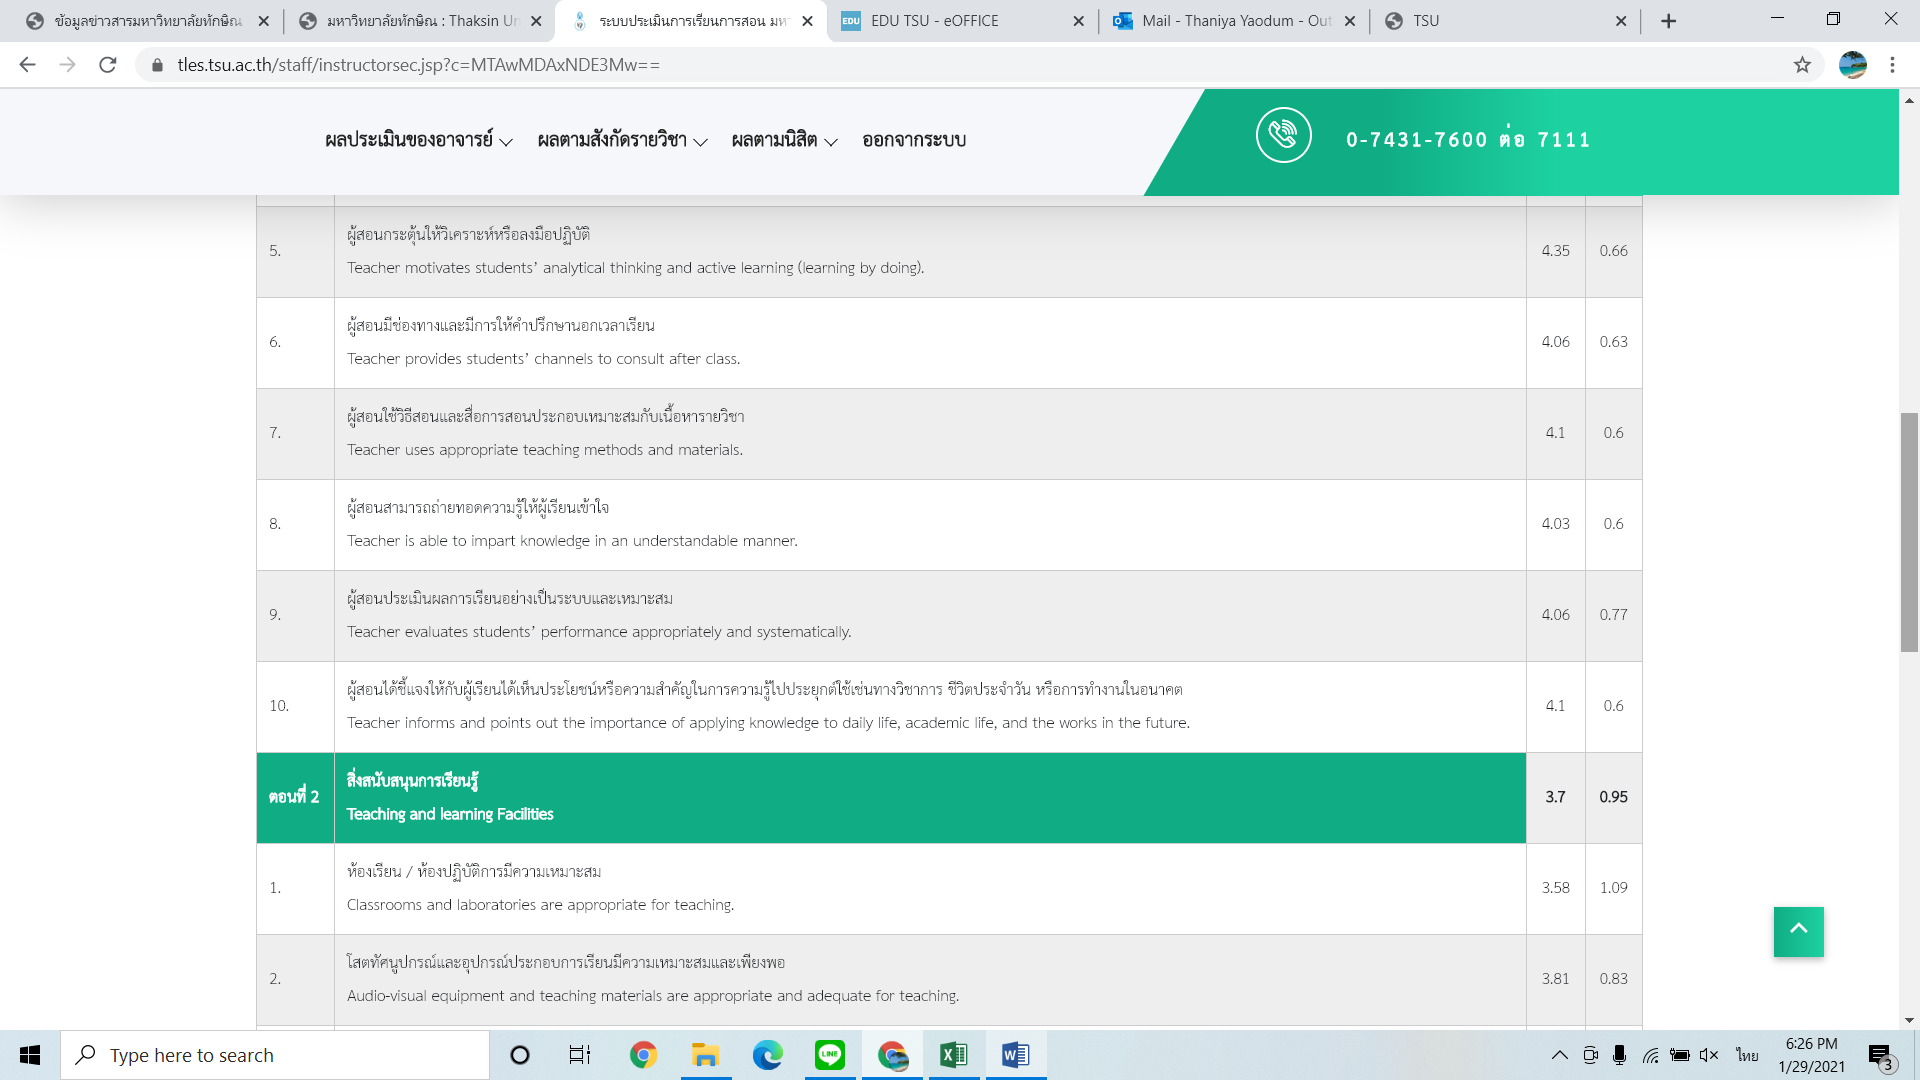 ข้อมูลข่าวสารมหาวิทยาลัยทักษิณ
มหาวิทยาลัยทักษิณ : Thaksin Un
ระบบประเมินการเรียนการสอน มหา
EDU TSU - eOFFICE
Mail - Thaniya Yaodum - Out
TSU
tles.tsu.ac.th/staff/instructorsec.jsp?c=MTAwMDAxNDE3Mw==
ผลประเมินของอาจารย์ ผลตามสังกัดรายวิชา ผลตามนิสิต ออกจากระบบ
0-7431-7600 ต่อ 7111
5.
ผู้สอนกระตุ้นให้วิเคราะห์หรือลงมือปฏิบัติ
Teacher motivates students’ analytical thinking and active learning (learning by doing).
4.35 0.66
6.
ผู้สอนมีช่องทางและมีการให้คำปรึกษานอกเวลาเรียน
Teacher provides students’ channels to consult after class.
4.06 0.63
7.
ผู้สอนใช้วิธีสอนและสื่อการสอนประกอบเหมาะสมกับเนื้อหารายวิชา
Teacher uses appropriate teaching methods and materials.
4.1 0.6
8.
ผู้สอนสามารถถ่ายทอดความรู้ให้ผู้เรียนเข้าใจ
Teacher is able to impart knowledge in an understandable manner.
4.03 0.6
9.
ผู้สอนประเมินผลการเรียนอย่างเป็นระบบและเหมาะสม
Teacher evaluates students’ performance appropriately and systematically.
4.06 0.77
10.
ผู้สอนได้ชี้แจงให้กับผู้เรียนได้เห็นประโยชน์หรือความสำคัญในการความรู้ไปประยุกต์ใช้เช่นทางวิชาการ ชีวิตประจำวัน หรือการทำงานในอนาคต
Teacher informs and points out the importance of applying knowledge to daily life, academic life, and the works in the future.
4.1 0.6
ตอนที่ 2
สิ่งสนับสนุนการเรียนรู้
Teaching and learning Facilities
3.7 0.95
1.
ห้องเรียน / ห้องปฏิบัติการมีความเหมาะสม
Classrooms and laboratories are appropriate for teaching.
3.58 1.09
2.
โสตทัศนูปกรณ์และอุปกรณ์ประกอบการเรียนมีความเหมาะสมและเพียงพอ
Audio-visual equipment and teaching materials are appropriate and adequate for teaching.
3.81 0.83
Type here to search
ไทย
6:26 PM
1/29/2021
3